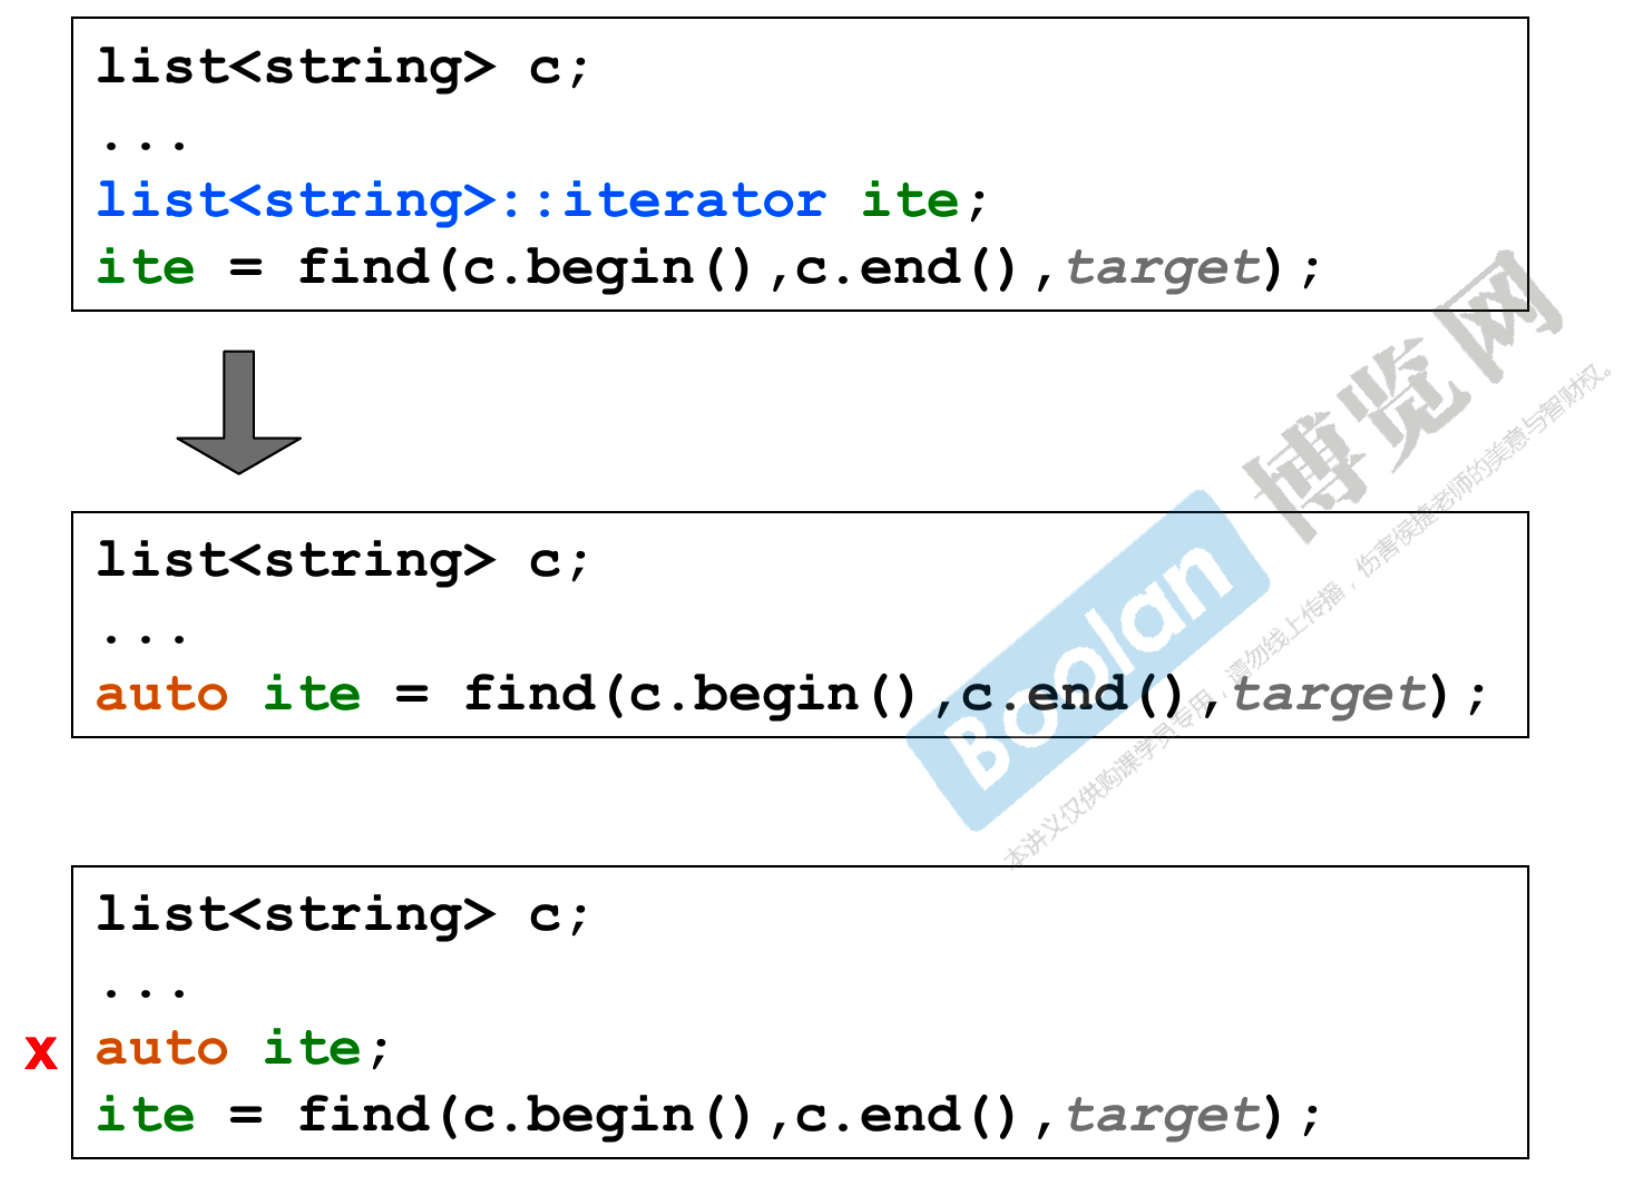 list<string> c;
...
list<string>::iterator ite;
ite = find(c.begin(),c.end(),target);
list<string> c;
...
auto ite = find(c.begin(),c.end(),target);
list<string> c;
...
x auto ite;
ite = find(c.begin(),c.end(),target);
Boolan 博览网
本讲义仅供购课学员专用，请勿线上传播，伤害侯捷老师的美意与智财权。